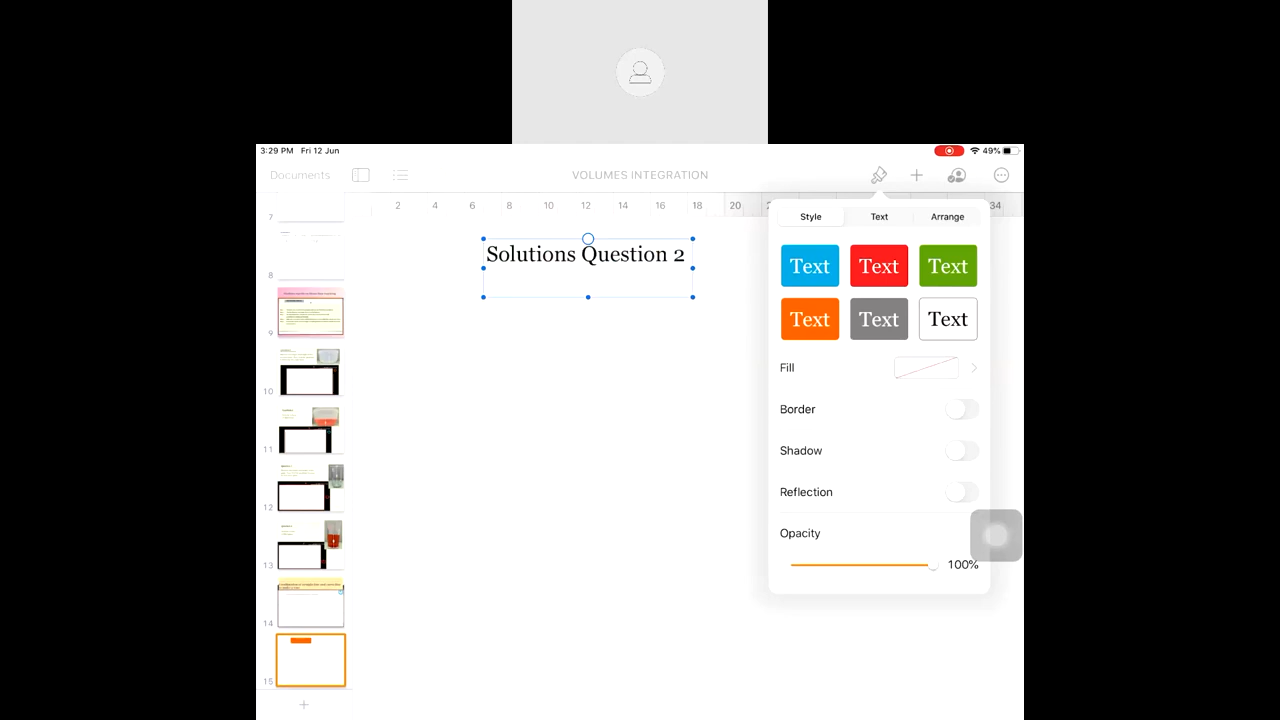 3:29 PM Fri 12 Jun 49%
Documents VOLUMES INTEGRATION
2 4 6 8 10 12 14 16 18 20 34
Style Text Arrange
Solutions Question 2
Text Text Text
Text Text Text
Fill
Border
Shadow
Reflection
Opacity
100%
7
8
9
10
11
12
13
14
15